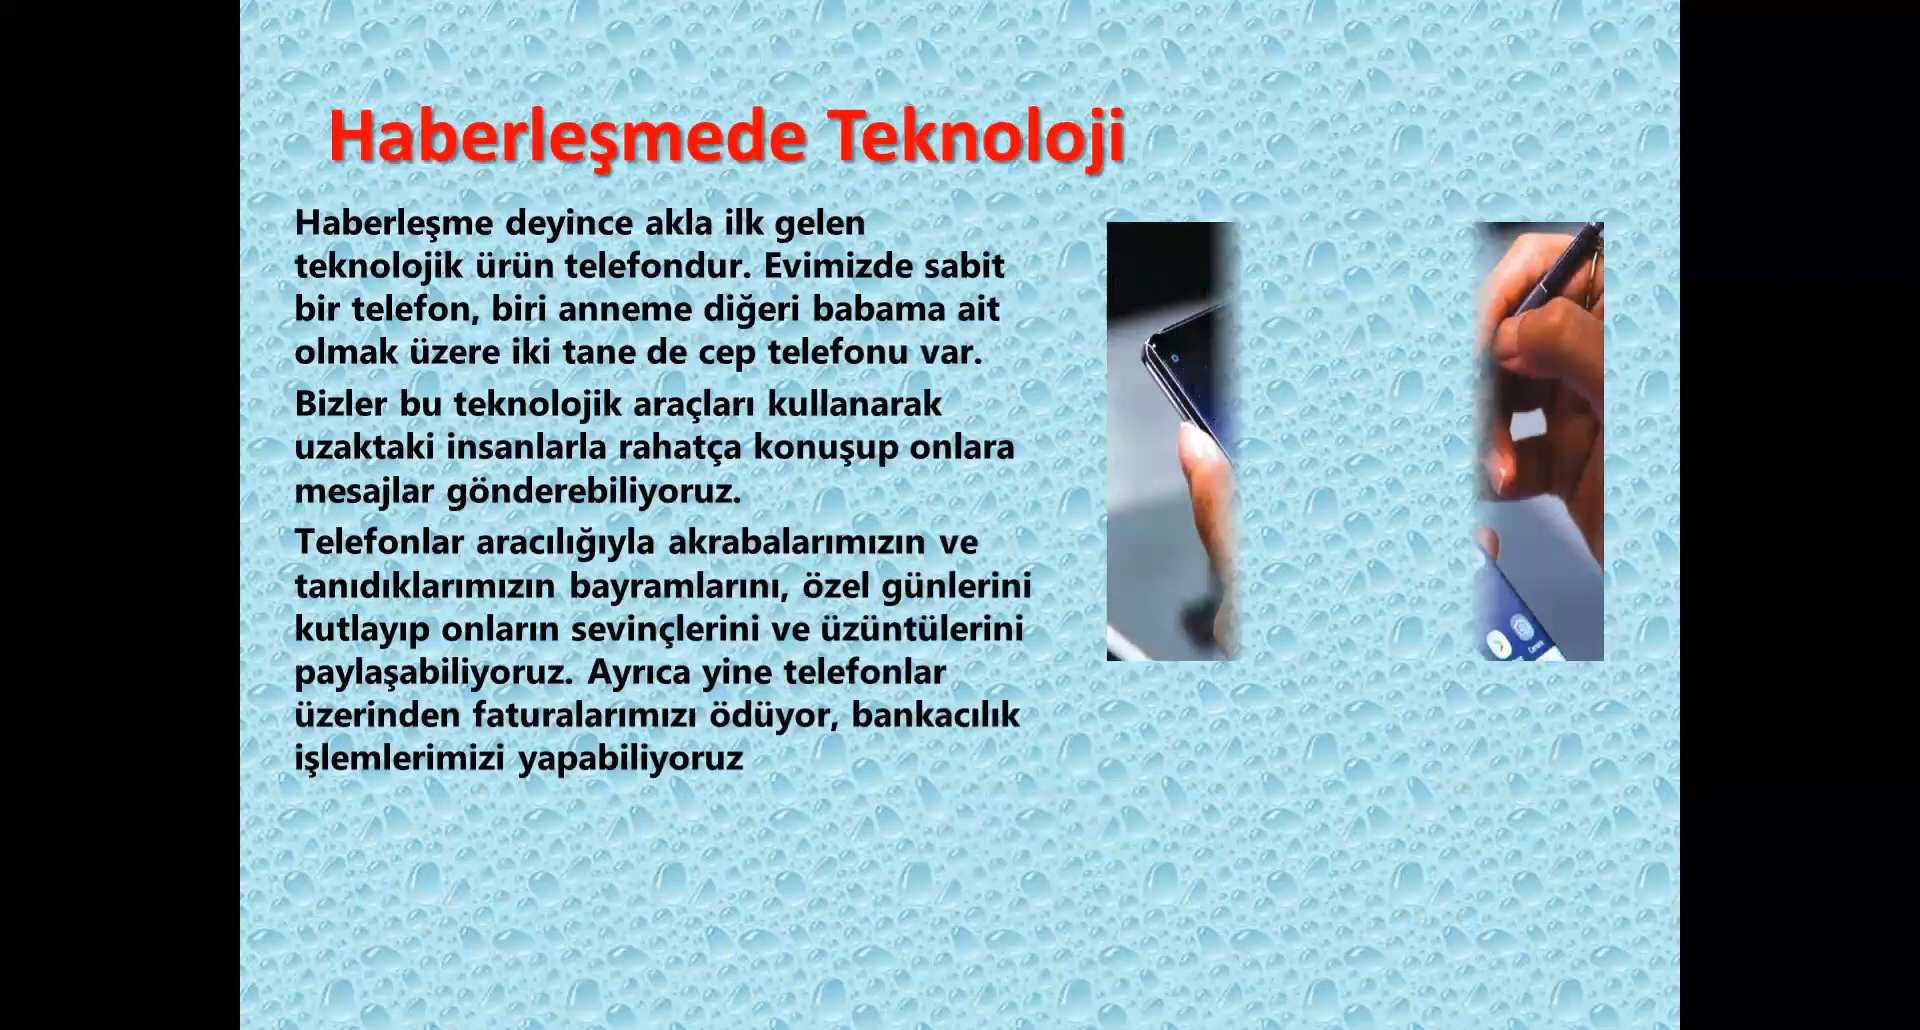 Haberleşmede Teknoloji
Haberleşme deyince akla ilk gelen
teknolojik ürün telefondur. Evimizde sabit
bir telefon, biri anneme diğeri babama ait
olmak üzere iki tane de cep telefonu var.
Bizler bu teknolojik araçları kullanarak
uzaktaki insanlarla rahatça konuşup onlara
mesajlar gönderebiliyoruz.
Telefonlar aracılığıyla akrabalarımızın ve
tanıdıklarımızın bayramlarını, özel günlerini
kutlayıp onların sevinçlerini ve üzüntülerini
paylaşabiliyoruz. Ayrıca yine telefonlar
üzerinden faturalarımızı ödüyor, bankacılık
işlemlerimizi yapabiliyoruz